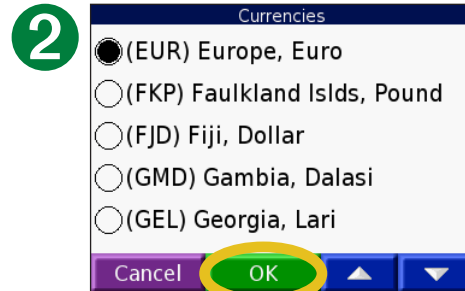 2
Currencies
(EUR) Europe, Euro
(FKP) Faulkland Islds, Pound
(FJD) Fiji, Dollar
(GMD) Gambia, Dalasi
(GEL) Georgia, Lari
Cancel OK